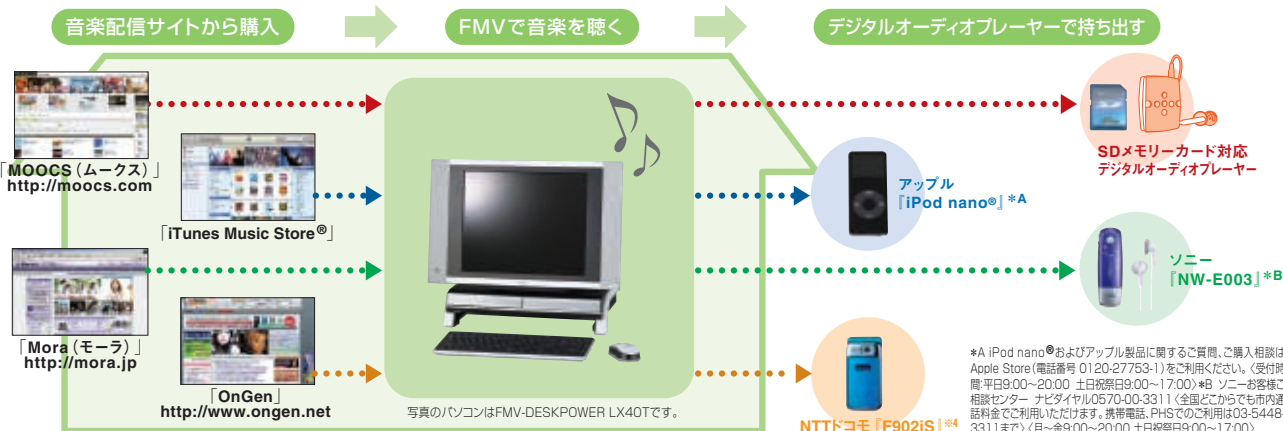 音楽配信サイトから購入
FMVで音楽を聴く
デジタルオーディオプレーヤーで持ち出す
「MOOCS（ムークス）」
http://moocs.com
「iTunes Music Store®」
「Mora（モーラ）」
http://mora.jp
「OnGen」
http://www.ongen.net
写真のパソコンはFMV-DESKPOWER LX40Tです。
SDメモリーカード対応
デジタルオーディオプレーヤー
アップル
『iPod nano®』*A
ソニー
『NW-E003』*B
NTTドコモ『F902iS』※4
*A iPod nano®およびアップル製品に関するご質問、ご購入相談は
Apple Store（電話番号 0120-27753-1）をご利用ください。〈受付時
間:平日9:00～20:00 土日祝祭日9:00～17:00〉*B ソニーお客様ご
相談センター ナビダイヤル0570-00-3311〈全国どこからでも市内通
話料金でご利用いただけます。携帯電話、PHSでのご利用は03-5448-
3311まで〉〈月～金9:00～20:00 土日祝祭日9:00～17:00〉